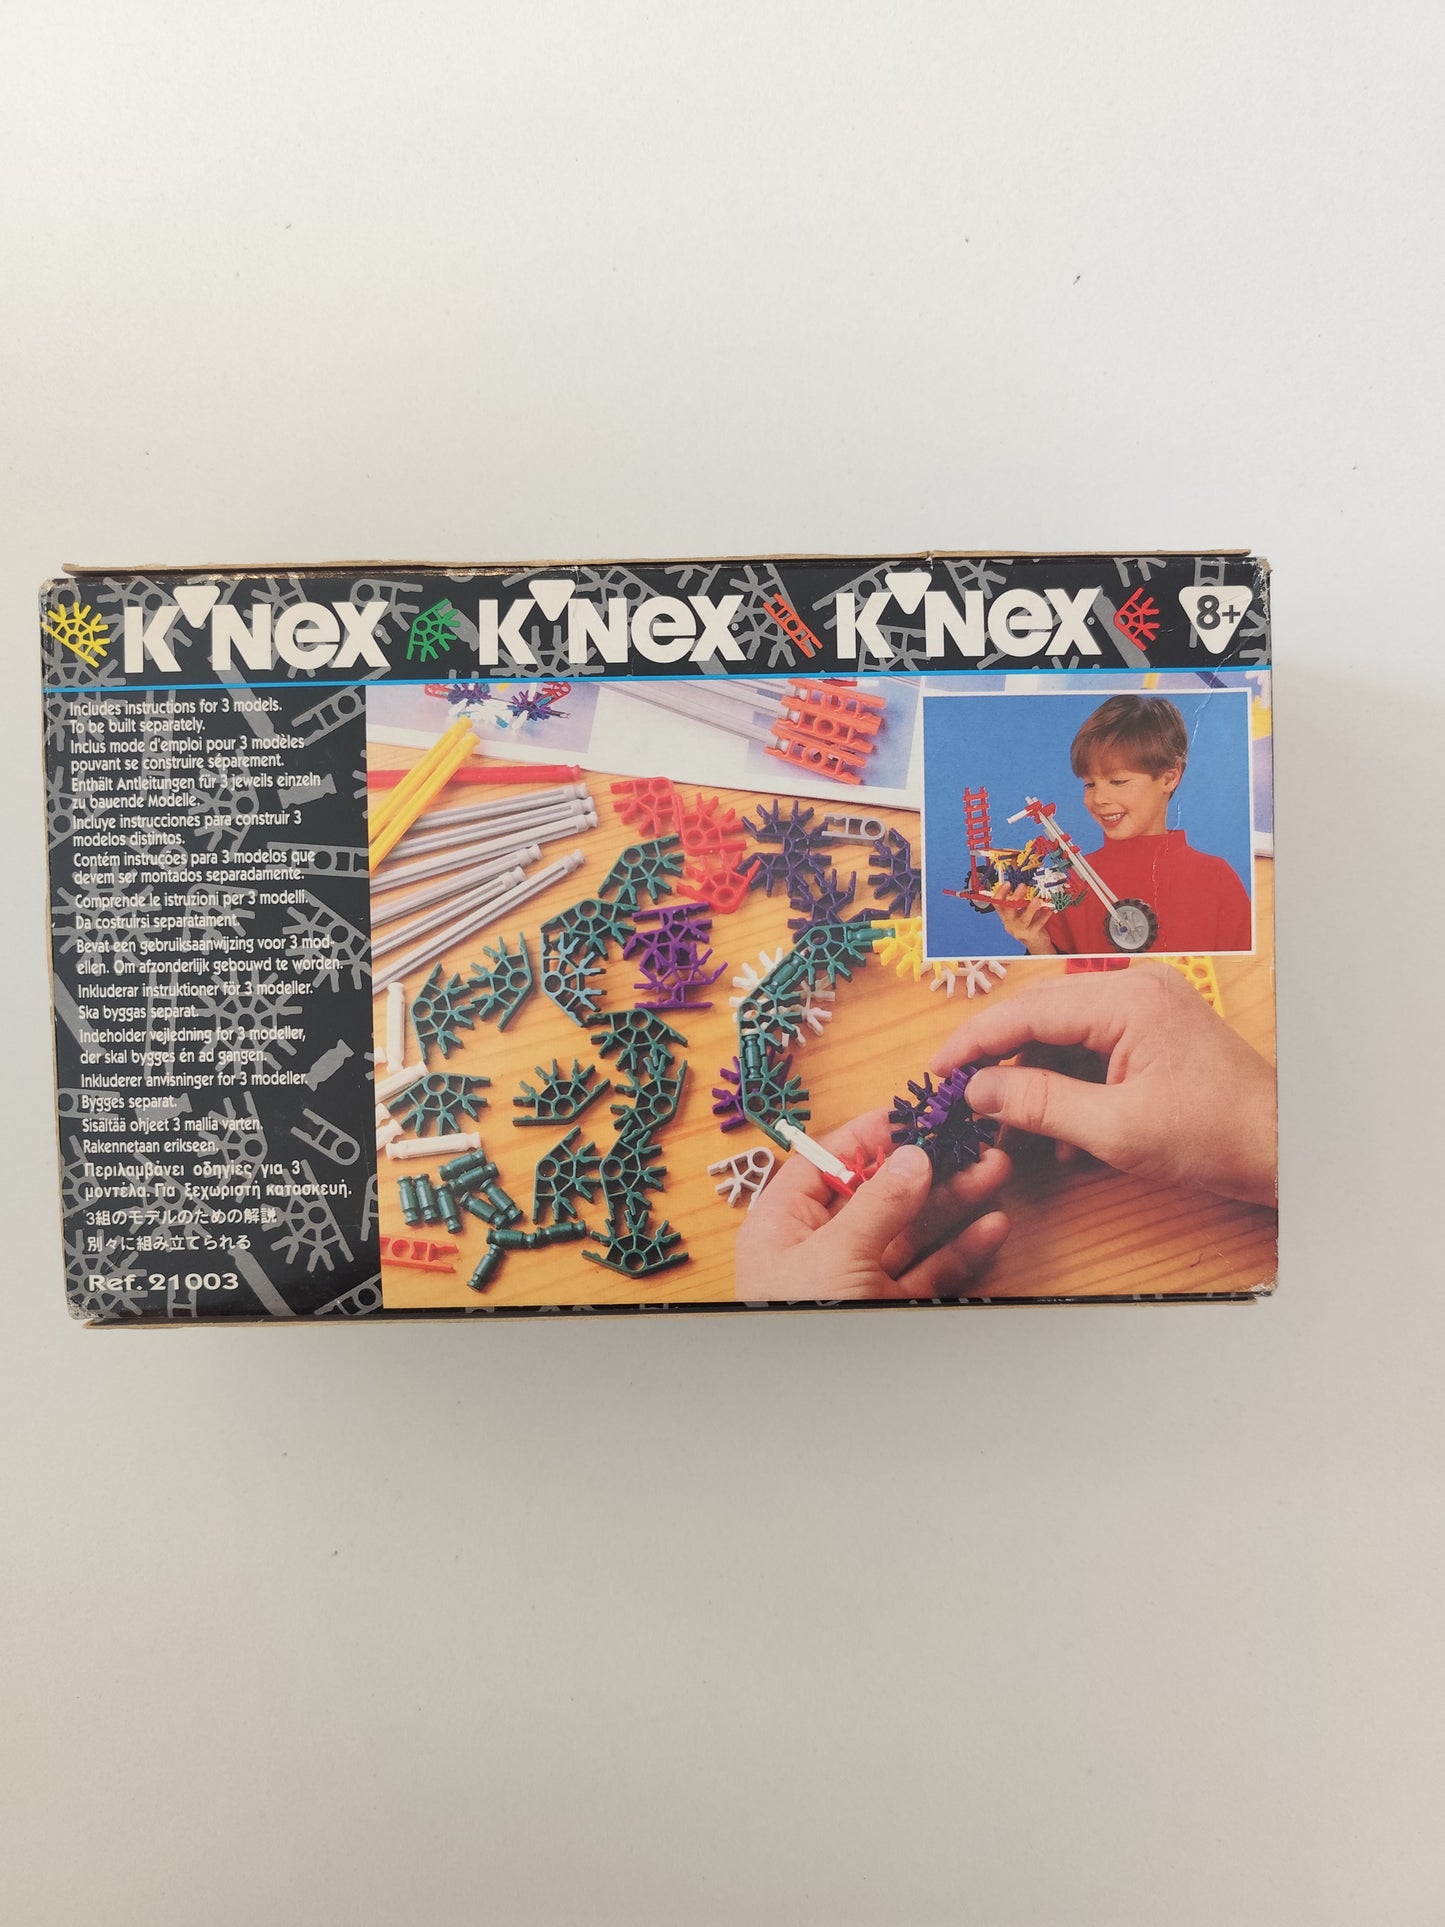 K'NEX® K'NEX® K'NEX® 8+
Includes instructions for 3 models.
To be built separately.
Inclus mode d'emploi pour 3 modèles
pouvant se construire séparement.
Enthält Antleitungen für 3 jeweils einzeln
zu bauende Modelle.
Incluye instrucciones para construir 3
modelos distintos.
Contém instruções para 3 modelos que
devem ser montados separadamente.
Comprende le istruzioni per 3 modelli.
Da costruirsi separatament.
Bevat een gebruiksaanwijzing voor 3 mod-
ellen. Om afzonderlijk gebouwd te worden.
Inkluderar instruktioner för 3 modeller.
Ska byggas separat.
Indeholder vejledning for 3 modeller,
der skal bygges én ad gangen.
Inkluderer anvisninger for 3 modeller.
Bygges separat.
Sisältää ohjeet 3 mallia varten.
Rakennetaan erikseen.
Περιλαμβάνει οδηγίες για 3
μοντέλα. Για ξεχωριστή κατασκευή.
3組のモデルのための解説
別々に組み立てられる
Ref. 21003